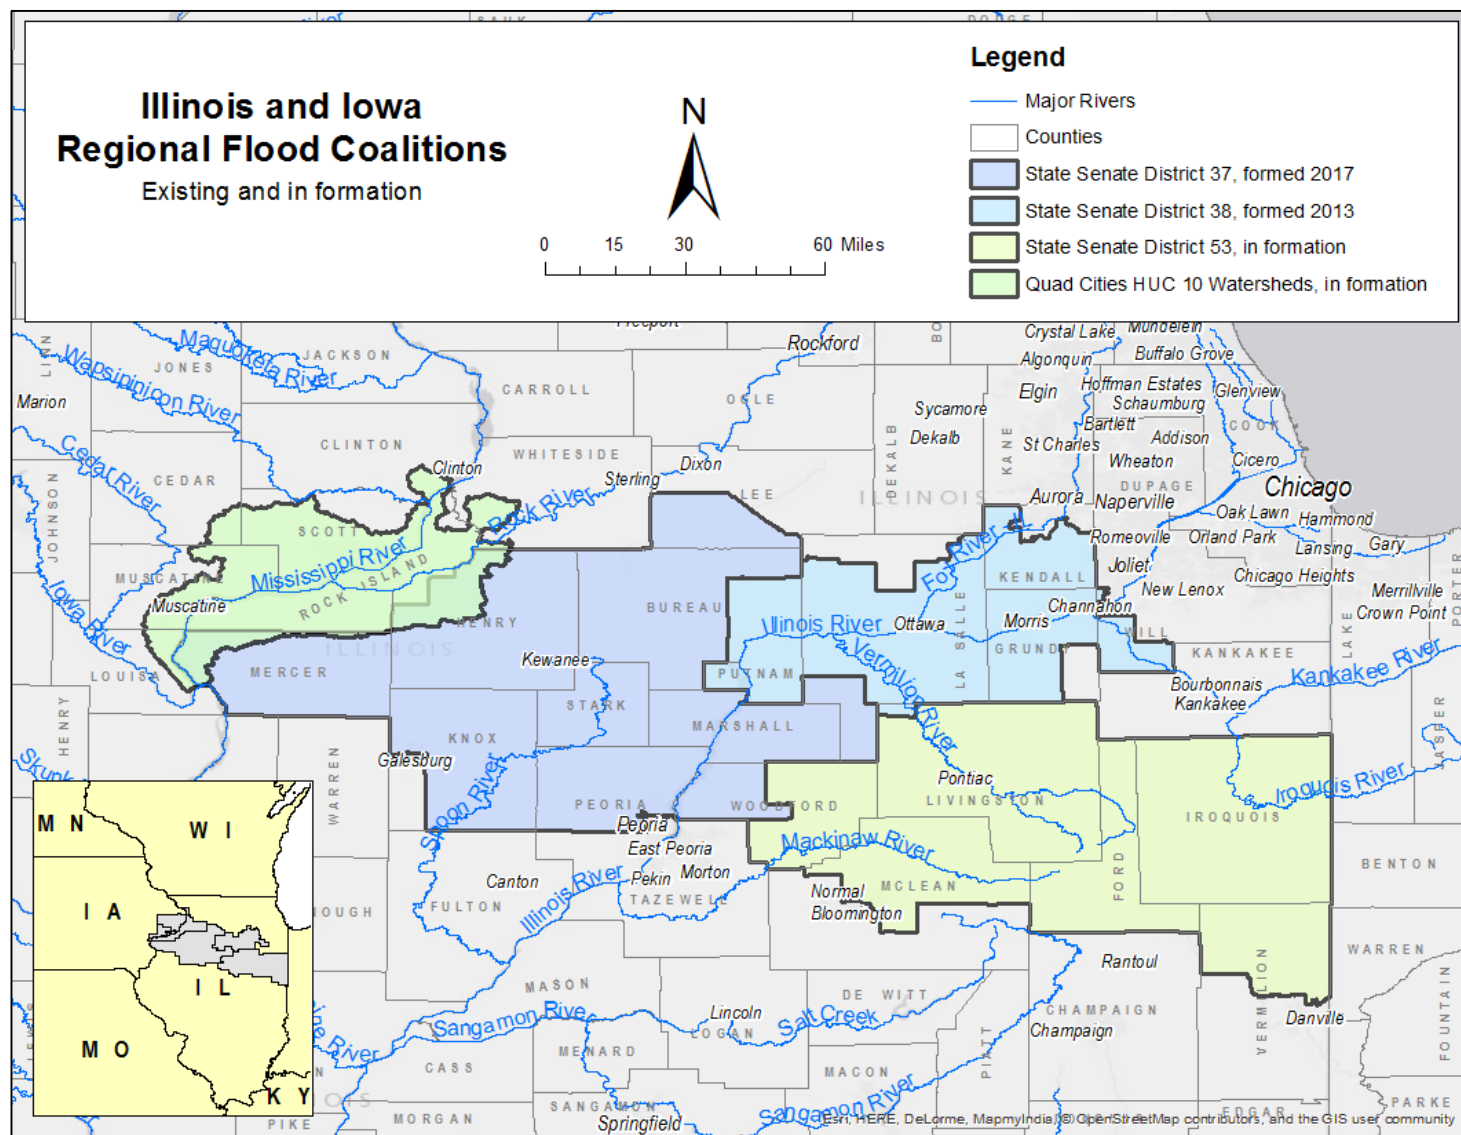 Illinois and Iowa
Regional Flood Coalitions
Existing and in formation
N
0 15 30 60 Miles
Legend
Major Rivers
Counties
State Senate District 37, formed 2017
State Senate District 38, formed 2013
State Senate District 53, in formation
Quad Cities HUC 10 Watersheds, in formation
Freeport
Rockford
Crystal Lake
Mundelein
Algonquin
Buffalo Grove
Elgin
Hoffman Estates
Schaumburg
Glenview
LINN
JONES
JACKSON
Maquoketa River
Wapsipinicon River
CARROLL
OGLE
Marion
Sycamore
Dekalb
DEKALB
KANE
St Charles
Bartlett
Addison
COOK
Wheaton
Cicero
DUPAGE
Chicago
Cedar River
CLINTON
WHITESIDE
Clinton
Sterling
Dixon
LEE
ILLINOIS
Aurora
Naperville
Oak Lawn
Hammond
CEDAR
JOHNSON
Rock River
SCOTT
Fox River - IL
Romeoville
Orland Park
Lansing
Gary
Joliet
Chicago Heights
PORTER
MUSCATINE
Mississippi River
ROCK ISLAND
Muscatine
Iowa River
BUREAU
KENDALL
New Lenox
Merrillville
Crown Point
LAKE
HENRY
Illinois River
Ottawa
LA SALLE
Morris
Channahon
GRUNDY
WILL
KANKAKEE
Kankakee River
ILLINOIS
LOUISA
MERCER
Kewanee
PUTNAM
Vermilion River
Bourbonnais
Kankakee
HENRY
STARK
MARSHALL
JASPER
WARREN
KNOX
Galesburg
Spoon River
Pontiac
LIVINGSTON
Iroquois River
IROQUOIS
PEORIA
Peoria
WOODFORD
East Peoria
Mackinaw River
Pekin
Morton
TAZEWELL
Normal
Bloomington
MCLEAN
FORD
BENTON
Canton
FULTON
Illinois River
MN
WI
IA
IL
MO
KY
MASON
Rantoul
WARREN
DE WITT
Lincoln
LOGAN
Salt Creek
Sangamon River
CHAMPAIGN
Champaign
VERMILION
Danville
FOUNTAIN
MENARD
CASS
MACON
PIATT
SANGAMON
Springfield
Sangamon River
MORGAN
PIKE
EDGAR
PARKE
Esri, HERE, DeLorme, MapmyIndia, © OpenStreetMap contributors, and the GIS user community